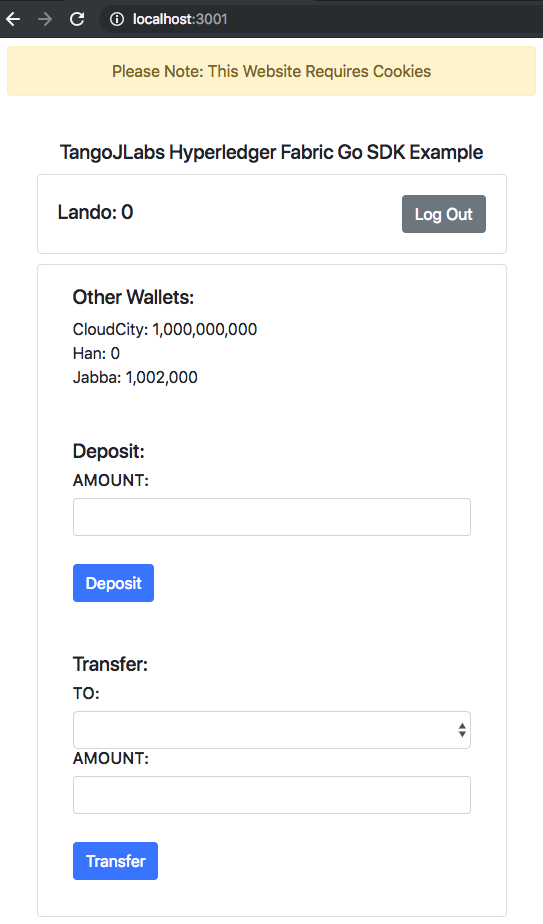 localhost:3001
Please Note: This Website Requires Cookies
TangoJLabs Hyperledger Fabric Go SDK Example
Lando: 0
Log Out
Other Wallets:
CloudCity: 1,000,000,000
Han: 0
Jabba: 1,002,000
Deposit:
AMOUNT:
Deposit
Transfer:
TO:
AMOUNT:
Transfer